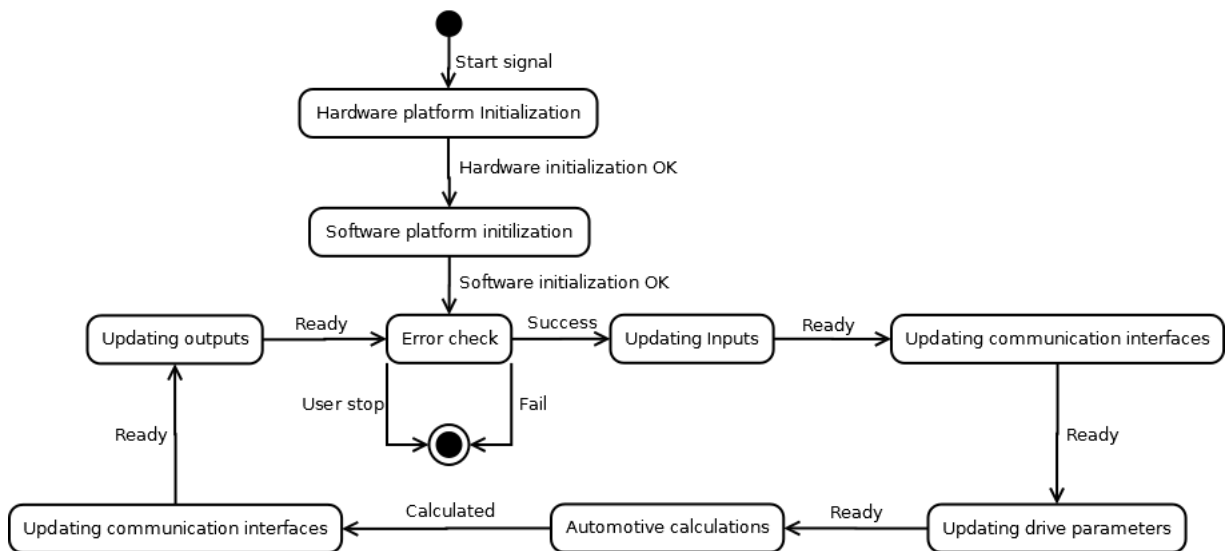 Start signal
Hardware platform Initialization
Hardware initialization OK
Software platform initilization
Software initialization OK
Updating outputs
Ready
Error check
Success
Updating Inputs
Ready
Updating communication interfaces
User stop
Fail
Ready
Ready
Updating communication interfaces
Calculated
Automotive calculations
Ready
Updating drive parameters